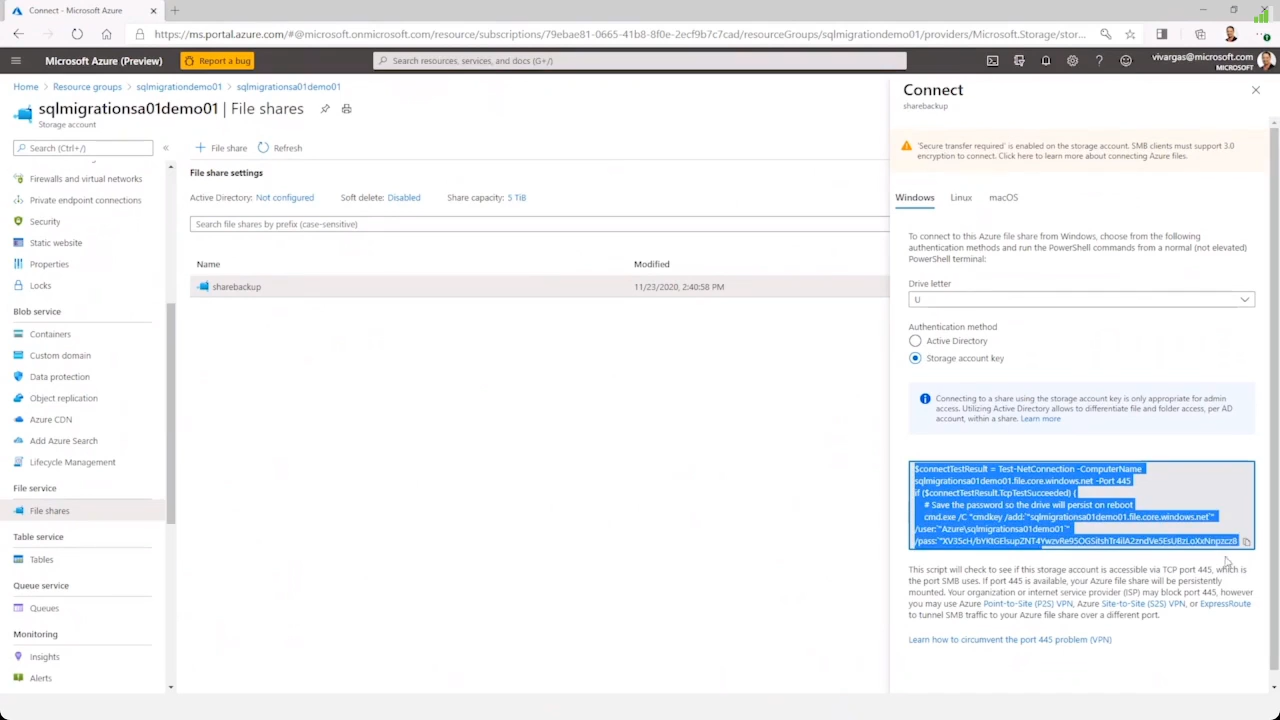 Connect - Microsoft Azure
https://ms.portal.azure.com/#@microsoft.onmicrosoft.com/resource/subscriptions/79ebae81-0665-41b8-8f0e-2ecf9b7c7cad/resourceGroups/sqlmigrationdemo01/providers/Microsoft.Storage/stor...
Microsoft Azure (Preview)
Report a bug
Search resources, services, and docs (G+/)
vivargas@microsoft.com
MICROSOFT
Home > Resource groups > sqlmigrationdemo01 > sqlmigrationsa01demo01
sqlmigrationsa01demo01 | File shares
Storage account
Search (Ctrl+/)
«
Firewalls and virtual networks
Private endpoint connections
Security
Static website
Properties
Locks
Blob service
Containers
Custom domain
Data protection
Object replication
Azure CDN
Add Azure Search
Lifecycle Management
File service
File shares
Table service
Tables
Queue service
Queues
Monitoring
Insights
Alerts
+ File share
Refresh
File share settings
Active Directory: Not configured
Soft delete: Disabled
Share capacity: 5 TiB
Search file shares by prefix (case-sensitive)
Name
Modified
sharebackup
11/23/2020, 2:40:58 PM
Connect
sharebackup
'Secure transfer required' is enabled on the storage account. SMB clients must support 3.0
encryption to connect. Click here to learn more about connecting Azure files.
Windows
Linux
macOS
To connect to this Azure file share from Windows, choose from the following
authentication methods and run the PowerShell commands from a normal (not elevated)
PowerShell terminal:
Drive letter
U
Authentication method
Active Directory
Storage account key
Connecting to a share using the storage account key is only appropriate for admin
access. Utilizing Active Directory allows to differentiate file and folder access, per AD
account, within a share. Learn more
$connectTestResult = Test-NetConnection -ComputerName
sqlmigrationsa01demo01.file.core.windows.net -Port 445
if ($connectTestResult.TcpTestSucceeded) {
# Save the password so the drive will persist on reboot
cmd.exe /C "cmdkey /add:`"sqlmigrationsa01demo01.file.core.windows.net`"
/user:`"Azure\sqlmigrationsa01demo01`"
This script will check to see if this storage account is accessible via TCP port 445, which is
the port SMB uses. If port 445 is available, your Azure file share will be persistently
mounted. Your organization or internet service provider (ISP) may block port 445, however
you may use Azure Point-to-Site (P2S) VPN, Azure Site-to-Site (S2S) VPN, or ExpressRoute
to tunnel SMB traffic to your Azure file share over a different port.
Learn how to circumvent the port 445 problem (VPN)